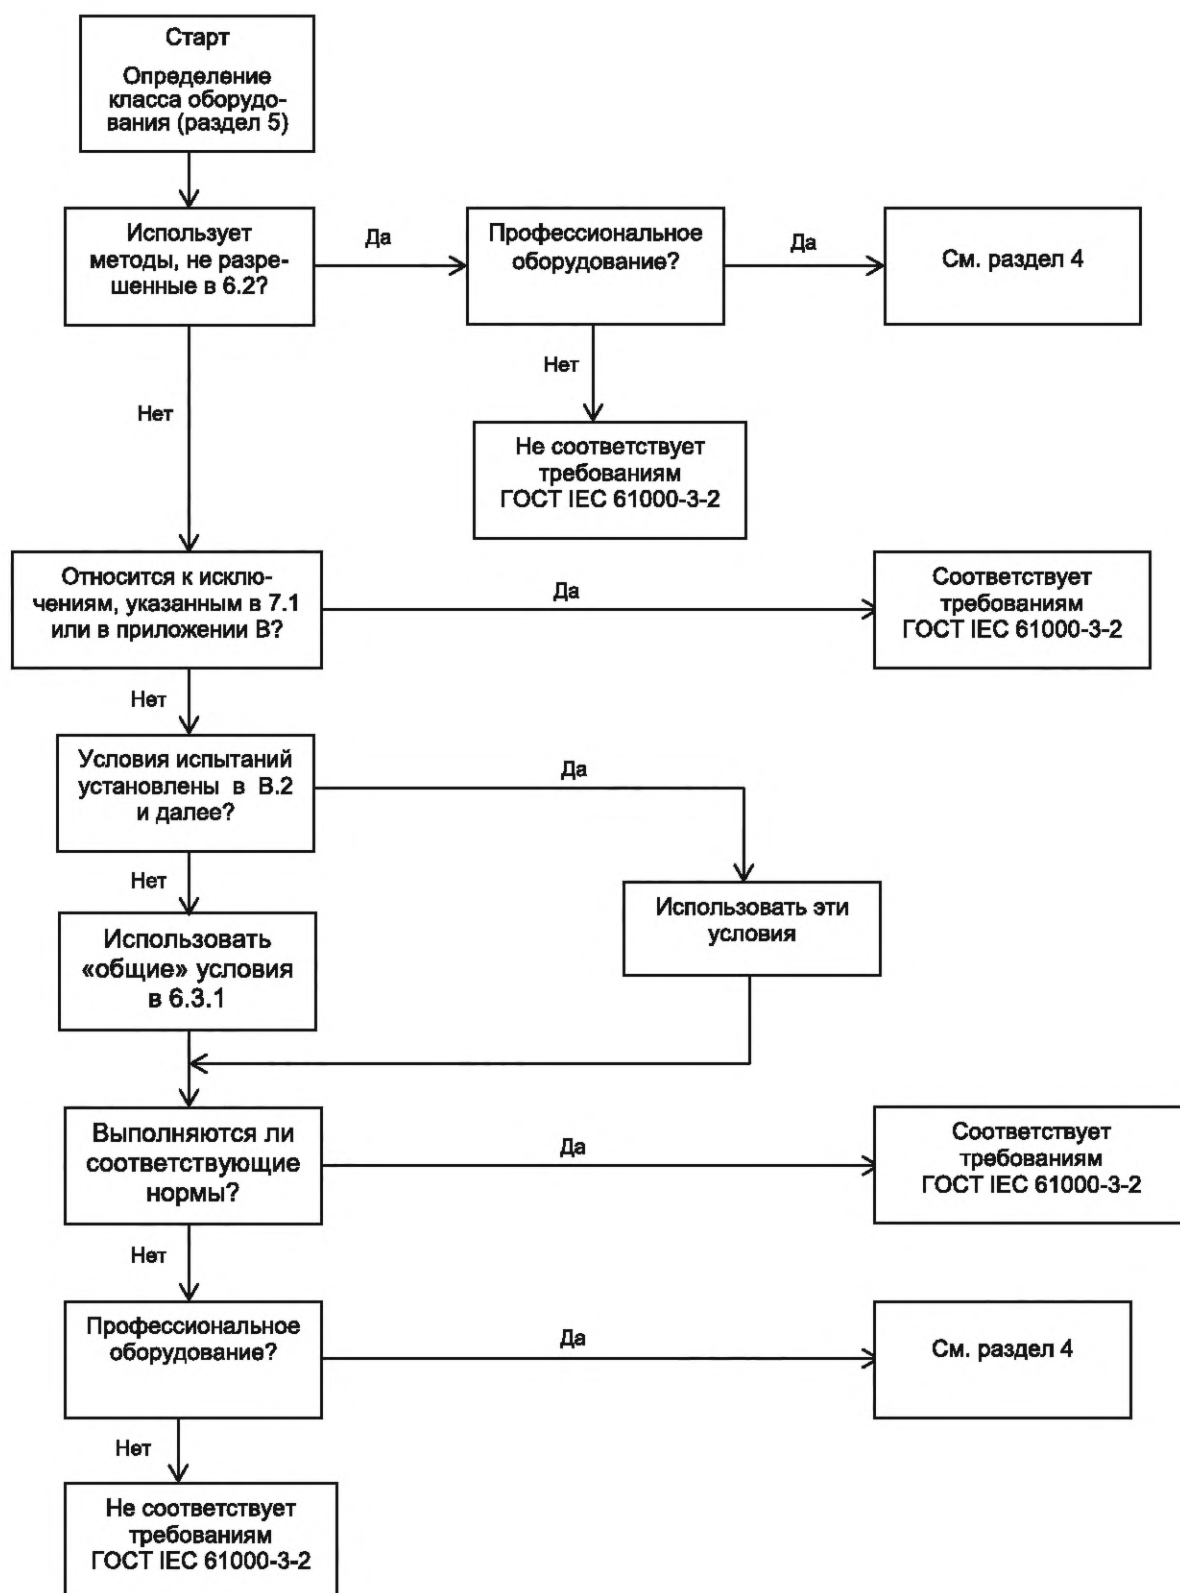 Старт
Определение
класса оборудо-
вания (раздел 5)
Использует
методы, не разре-
шенные в 6.2?
Да
Профессиональное
оборудование?
Да
См. раздел 4
Нет
Нет
Не соответствует
требованиям
ГОСТ IEC 61000-3-2
Относится к исклю-
чениям, указанным в 7.1
или в приложении В?
Да
Соответствует
требованиям
ГОСТ IEC 61000-3-2
Нет
Условия испытаний
установлены в В.2
и далее?
Да
Нет
Использовать эти
условия
Использовать
«общие» условия
в 6.3.1
Выполняются ли
соответствующие
нормы?
Да
Соответствует
требованиям
ГОСТ IEC 61000-3-2
Нет
Профессиональное
оборудование?
Да
См. раздел 4
Нет
Не соответствует
требованиям
ГОСТ IEC 61000-3-2